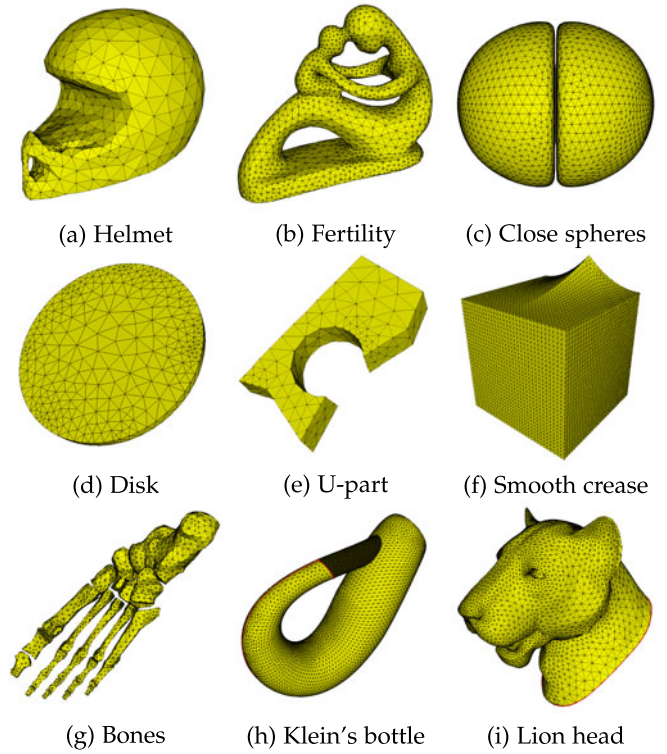 (a) Helmet
(b) Fertility
(c) Close spheres
(d) Disk
(e) U-part
(f) Smooth crease
(g) Bones
(h) Klein's bottle
(i) Lion head